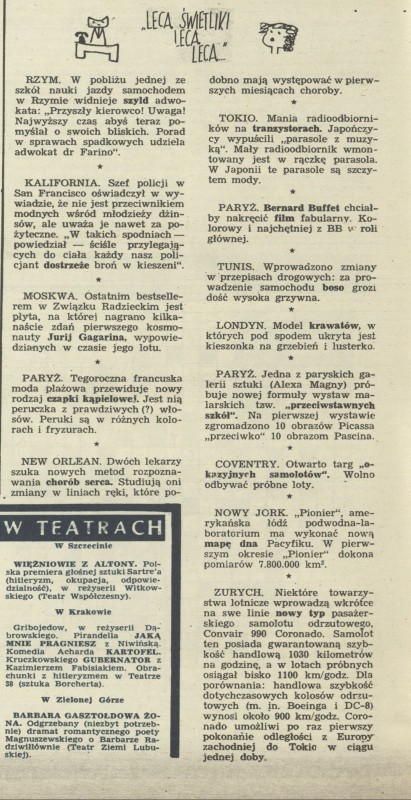 „LECĄ ŚWIETLIKI
LECĄ
LECĄ..."
RZYM. W pobliżu jednej ze
szkół nauki jazdy samochodem
w Rzymie widnieje szyld adwo-
kata: „Przyszły kierowco! Uwaga!
Najwyższy czas abyś teraz po-
myślał o swoich bliskich. Porad
w sprawach spadkowych udziela
adwokat dr Farino".
*
KALIFORNIA. Szef policji w
San Francisco oświadczył w wy-
wiadzie, że nie jest przeciwnikiem
modnych wśród młodzieży dżin-
sów, ale uważa je nawet za po-
żyteczne. „W takich spodniach —
powiedział — ściśle przylegają-
cych do ciała każdy nasz poli-
cjant dostrzeże broń w kieszeni".
*
MOSKWA. Ostatnim bestselle-
rem w Związku Radzieckim jest
płyta, na której nagrano kilka-
naście zdań pierwszego kosmo-
nauty Jurij Gagarina, wypowie-
dzianych w czasie jego lotu.
*
PARYŻ. Tegoroczna francuska
moda plażowa przewiduje nowy
rodzaj czapki kąpielowej. Jest nią
peruczka z prawdziwych (?) wło-
sów. Peruki są w różnych kolo-
rach i fryzurach.
*
NEW ORLEAN. Dwóch lekarzy
szuka nowych metod rozpozna-
wania chorób serca. Studiują oni
zmiany w liniach ręki, które po-
dobno mają występować w pierw-
szych miesiącach choroby.
*
TOKIO. Mania radioodbiorni-
ków na tranzystorach. Japończy-
cy wypuścili „parasole z muzy-
ką". Mały radioodbiornik wmon-
towany jest w rączkę parasola.
W Japonii te parasole są szczy-
tem mody.
*
PARYŻ. Bernard Buffet chciał-
by nakręcić film fabularny. Ko-
lorowy i najchętniej z BB w roli
głównej.
*
TUNIS. Wprowadzono zmiany
w przepisach drogowych: za pro-
wadzenie samochodu boso grozi
dość wysoka grzywna.
*
LONDYN. Model krawatów, w
których pod spodem ukryta jest
kieszonka na grzebień i lusterko.
*
PARYŻ. Jedna z paryskich ga-
lerii sztuki (Alexa Magny) pró-
buje nowej formuły wystaw ma-
larskich tzw. „przeciwstawnych
szkół". Na pierwszej wystawie
zgromadzono 10 obrazów Picassa
„przeciwko" 10 obrazom Pascina.
*
COVENTRY. Otwarto targ „o-
kazyjnych samolotów". Wolno
odbywać próbne loty.
*
NOWY JORK. „Pionier", ame-
rykańska łódź podwodna-la-
boratorium ma wykonać nową
mapę dna Pacyfiku. W pierw-
szym okresie „Pionier" dokona
pomiarów 7.800.000 km².
*
ZURYCH. Niektóre towarzy-
stwa lotnicze wprowadzą wkrótce
na swe linie nowy typ pasażer-
skiego samolotu odrzutowego,
Convair 990 Coronado. Samolot
ten posiada gwarantowaną szyb-
kość handlową 1030 kilometrów
na godzinę, a w lotach próbnych
osiągał bisko 1100 km/godz. Dla
porównania: handlowa szybkość
dotychczasowych kolosów odrzu-
towych (m. in. Boeinga i DC-8)
wynosi około 900 km/godz. Coro-
nado umożliwi po raz pierwszy
pokonanie odległości z Europy
zachodniej do Tokio w ciągu
jednej doby.
W TEATRACH
W Szczecinie
WIĘŹNIOWIE Z ALTONY. Pol-
ska premiera głośnej sztuki Sartre'a
(hitleryzm, okupacja, odpowie-
dzialność), w reżyserii Witkow-
skiego (Teatr Współczesny).
W Krakowie
Gribojedow, w reżyserii Dą-
browskiego. Pirandella JAKĄ
MNIE PRAGNIESZ z Niwińską.
Komedia Acharda KARTOFEL.
Kruczkowskiego GUBERNATOR z
Kazimierzem Fabisiakiem. Obra-
chunki z hitleryzmem w Teatrze
38 (sztuka Borcherta).
W Zielonej Górze
BARBARA GASZTOŁDOWA ŻO-
NA. Odgrzebany (niezbyt potrzeb-
nie) dramat romantycznego poety
Magnuszewskiego o Barbarze Ra-
dziwiłłównie (Teatr Ziemi Lubu-
skiej).